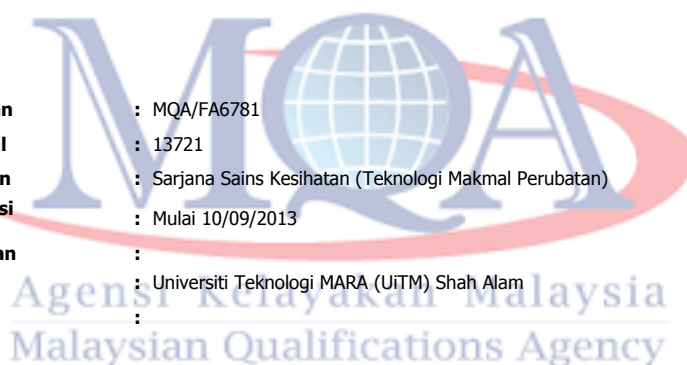 MQA
an : MQA/FA6781
l : 13721
n : Sarjana Sains Kesihatan (Teknologi Makmal Perubatan)
si : Mulai 10/09/2013
an :
: Universiti Teknologi MARA (UiTM) Shah Alam
:
Agensi Kelayakan Malaysia
Malaysian Qualifications Agency